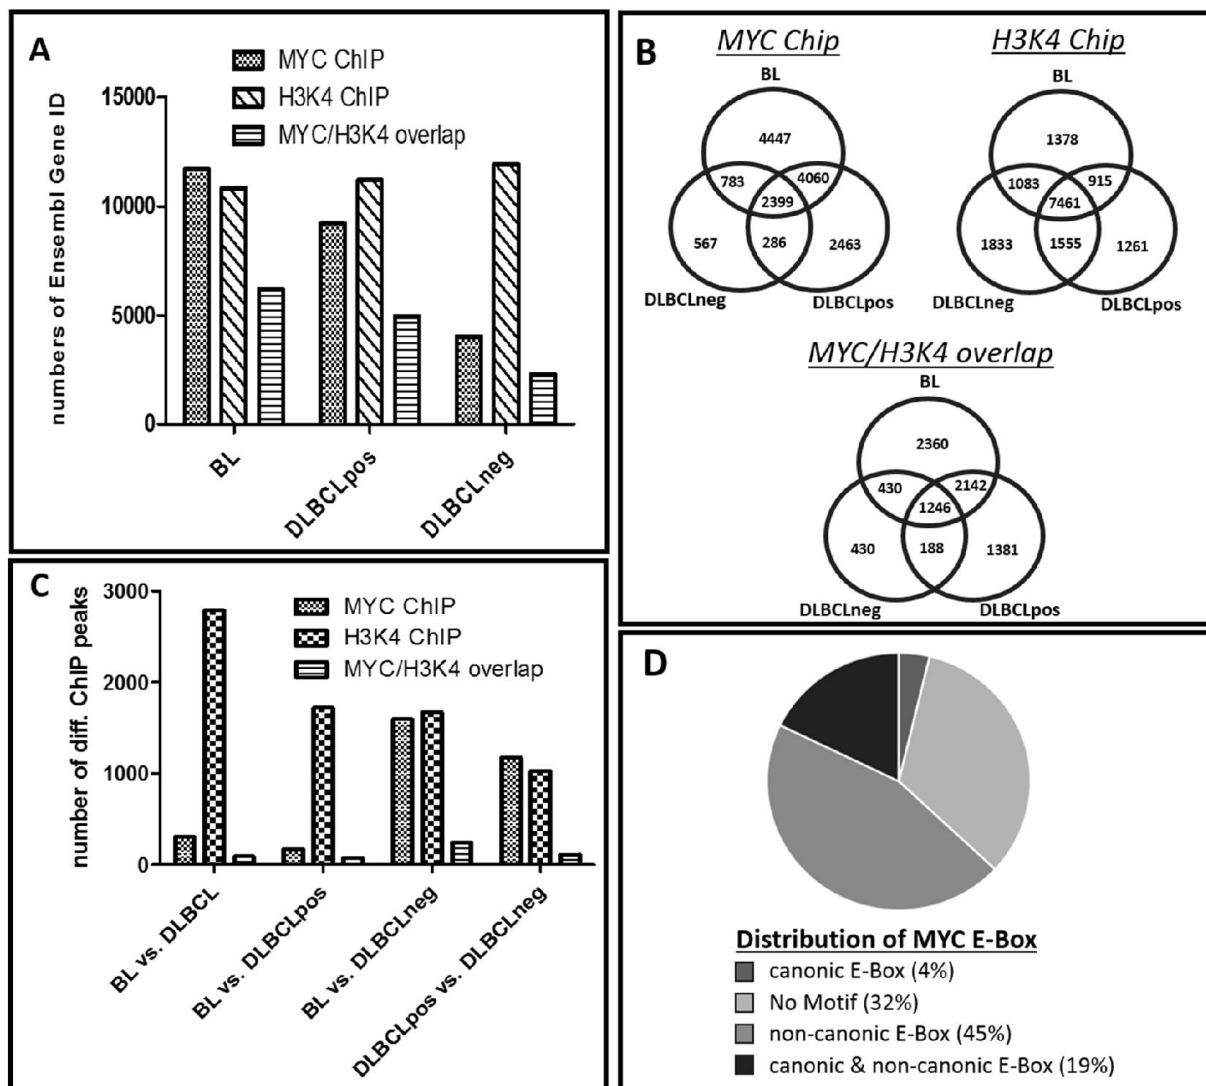 A
MYC ChIP
H3K4 ChIP
MYC/H3K4 overlap
numbers of Ensembl Gene ID
15000
10000
5000
0
BL
DLBCLpos
DLBCLneg
B
MYC Chip
BL
4447
783
4060
2399
567
286
2463
DLBCLneg
DLBCLpos
H3K4 Chip
BL
1378
1083
915
7461
1833
1555
1261
DLBCLneg
DLBCLpos
MYC/H3K4 overlap
BL
2360
430
2142
1246
430
188
1381
DLBCLneg
DLBCLpos
C
MYC ChIP
H3K4 ChIP
MYC/H3K4 overlap
number of diff. ChIP peaks
3000
2000
1000
0
BL vs. DLBCL
BL vs. DLBCLpos
BL vs. DLBCLneg
DLBCLpos vs. DLBCLneg
D
Distribution of MYC E-Box
canonic E-Box (4%)
No Motif (32%)
non-canonic E-Box (45%)
canonic & non-canonic E-Box (19%)